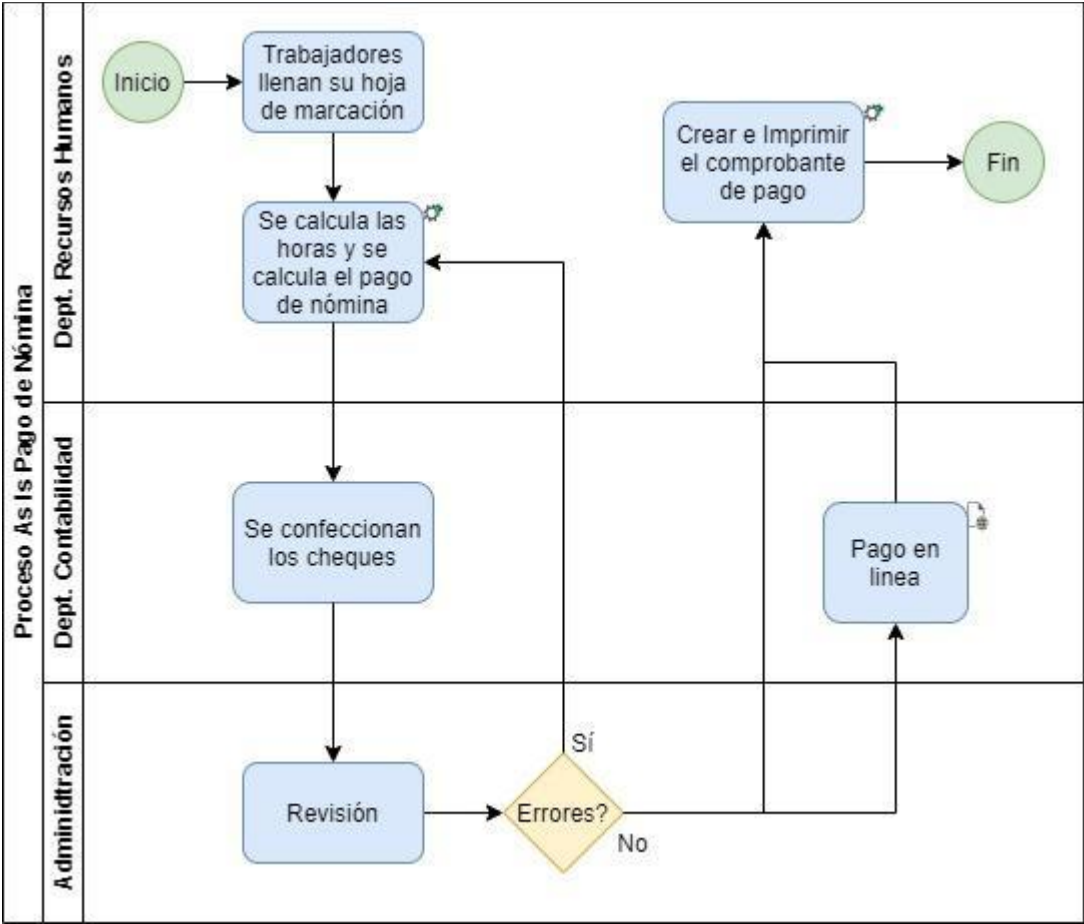 Proceso As Is Pago de Nómina
Dept. Recursos Humanos
Inicio
Trabajadores
llenan su hoja
de marcación
Se calcula las
horas y se
calcula el pago
de nómina
Crear e Imprimir
el comprobante
de pago
Fin
Dept. Contabilidad
Se confeccionan
los cheques
Pago en
linea
Adminidtración
Revisión
Errores?
Sí
No